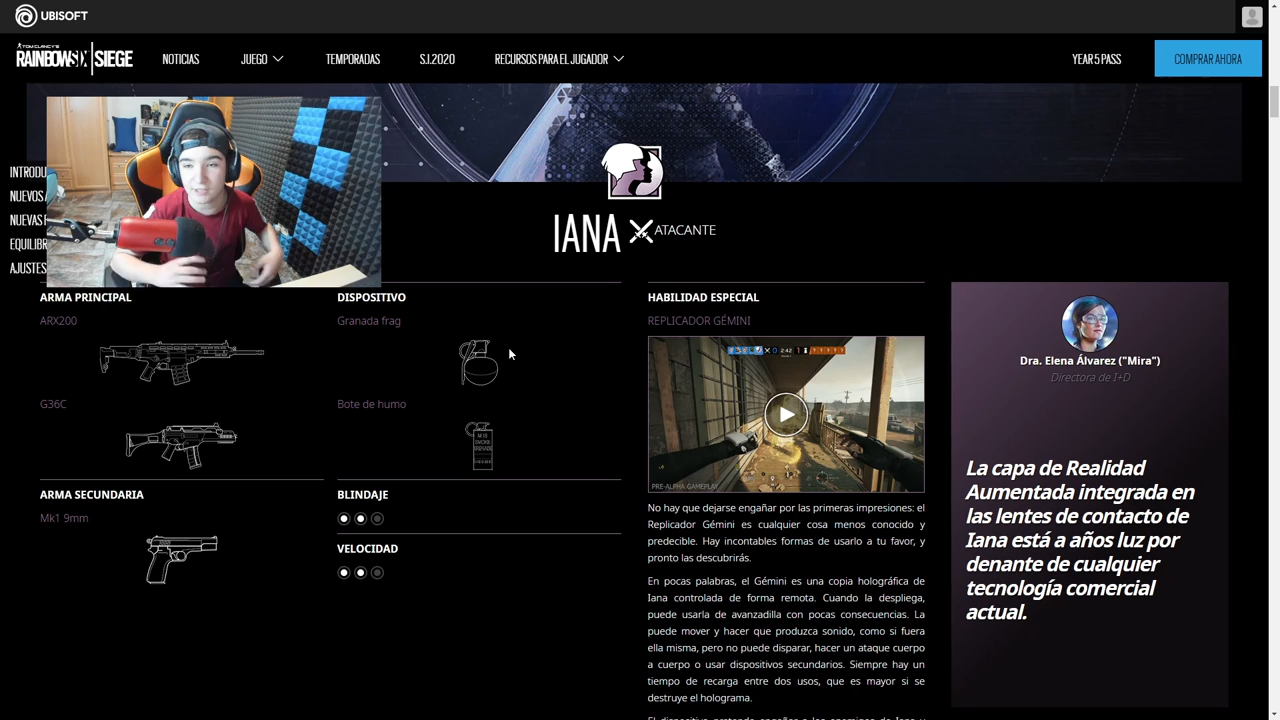 UBISOFT
TOM CLANCY'S
RAINBOWSIX|SIEGE
NOTICIAS
JUEGO
TEMPORADAS
S.I.2020
RECURSOS PARA EL JUGADOR
YEAR 5 PASS
COMPRAR AHORA
INTRODU
NUEVOS
NUEVAS
EQUILIB
AJUSTES
IANA
ATACANTE
ARMA PRINCIPAL
ARX200
G36C
ARMA SECUNDARIA
Mk1 9mm
DISPOSITIVO
Granada frag
Bote de humo
BLINDAJE
VELOCIDAD
HABILIDAD ESPECIAL
REPLICADOR GÉMINI
PRE-ALPHA GAMEPLAY
No hay que dejarse engañar por las primeras impresiones: el
Replicador Gémini es cualquier cosa menos conocido y
predecible. Hay incontables formas de usarlo a tu favor, y
pronto las descubrirás.
En pocas palabras, el Gémini es una copia holográfica de
Iana controlada de forma remota. Cuando la despliega,
puede usarla de avanzadilla con pocas consecuencias. La
puede mover y hacer que produzca sonido, como si fuera
ella misma, pero no puede disparar, hacer un ataque cuerpo
a cuerpo o usar dispositivos secundarios. Siempre hay un
tiempo de recarga entre dos usos, que es mayor si se
destruye el holograma.
Dra. Elena Álvarez ("Mira")
Directora de I+D
La capa de Realidad
Aumentada integrada en
las lentes de contacto de
Iana está a años luz por
denante de cualquier
tecnología comercial
actual.